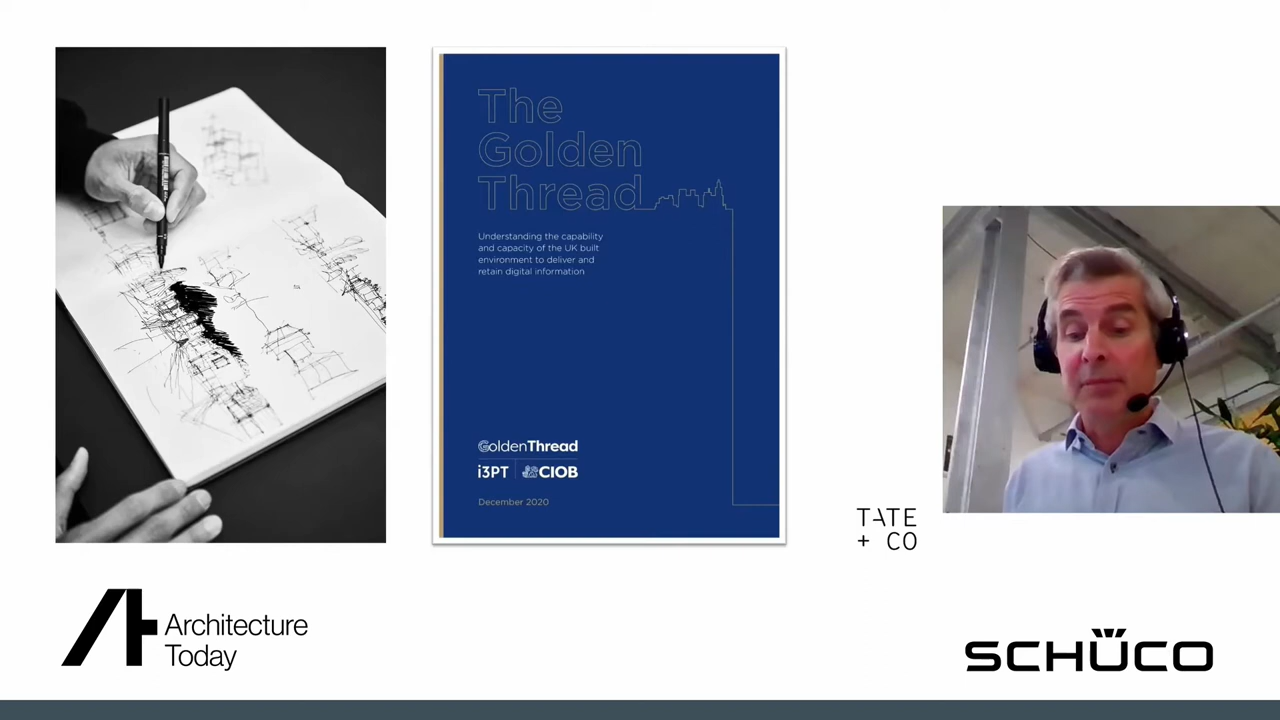 The
Golden
Thread
Understanding the capability
and capacity of the UK built
environment to deliver and
retain digital information
GoldenThread
i3PT CIOB
December 2020
TATE
+ CO
Architecture
Today
SCHÜCO